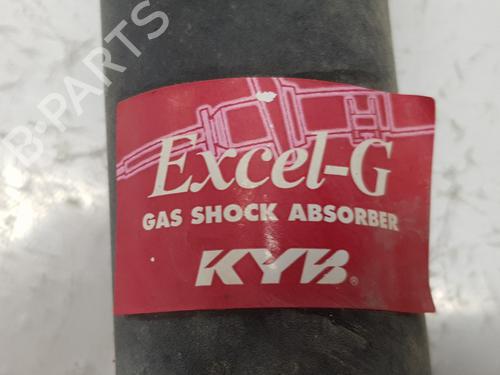 B-PARTS
Excel-G
GAS SHOCK ABSORBER
KYB®